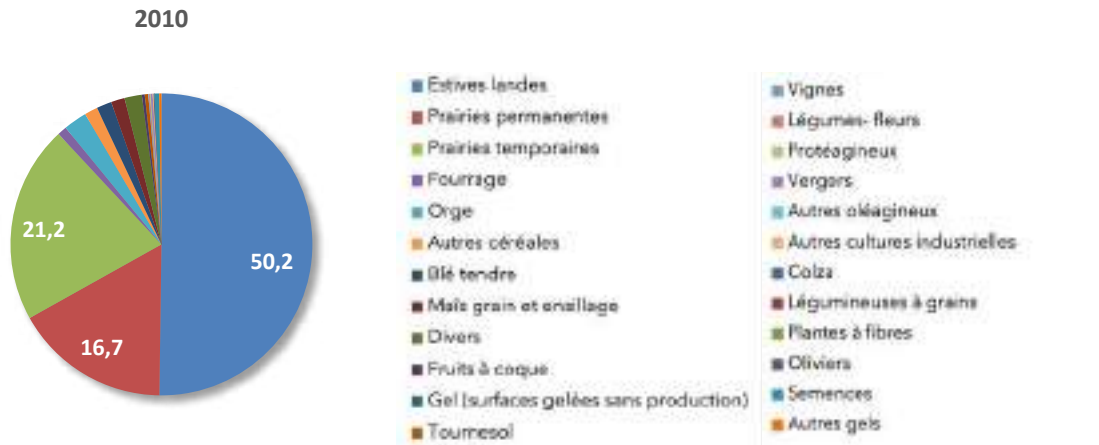 2010
50,2
21,2
16,7
Estives landes
Prairies permanentes
Prairies temporaires
Fourrage
Orge
Autres céréales
Blé tendre
Maïs grain et ensillage
Divers
Fruits à coque
Gel (surfaces gelées sans production)
Tournesol
Vignes
Légumes- fleurs
Protéagineux
Vergers
Autres oléagineux
Autres cultures industrielles
Colza
Légumineuses à grains
Plantes à fibres
Oliviers
Semences
Autres gels